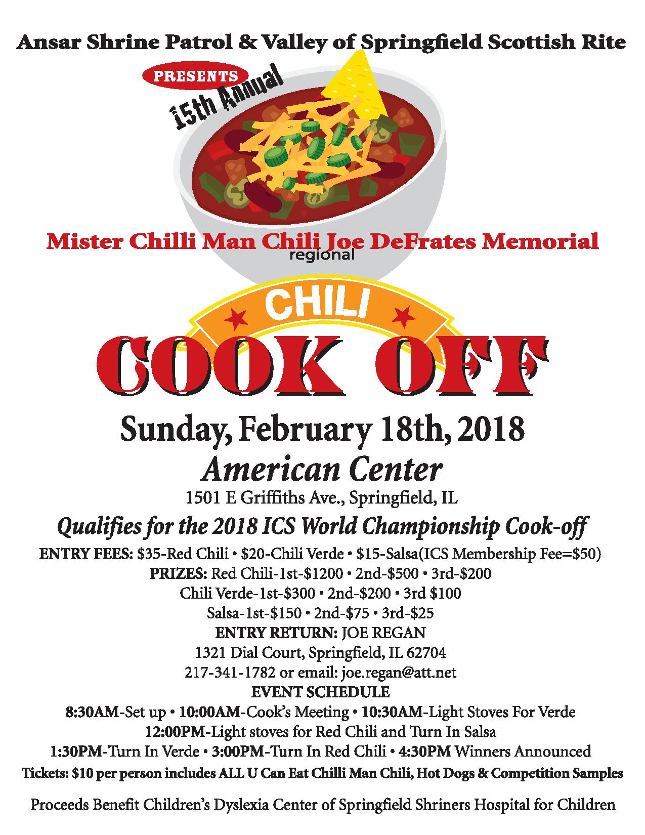 Ansar Shrine Patrol & Valley of Springfield Scottish Rite
PRESENTS
15th Annual
Mister Chilli Man Chili Joe DeFrates Memorial
regional
CHILI
COOK OFF
Sunday, February 18th, 2018
American Center
1501 E Griffiths Ave., Springfield, IL
Qualifies for the 2018 ICS World Championship Cook-off
ENTRY FEES: $35-Red Chili • $20-Chili Verde • $15-Salsa(ICS Membership Fee=$50)
PRIZES: Red Chili-1st-$1200 • 2nd-$500 • 3rd-$200
Chili Verde-1st-$300 • 2nd-$200 • 3rd $100
Salsa-1st-$150 • 2nd-$75 • 3rd-$25
ENTRY RETURN: JOE REGAN
1321 Dial Court, Springfield, IL 62704
217-341-1782 or email: joe.regan@att.net
EVENT SCHEDULE
8:30AM-Set up • 10:00AM-Cook's Meeting • 10:30AM-Light Stoves For Verde
12:00PM-Light stoves for Red Chili and Turn In Salsa
1:30PM-Turn In Verde • 3:00PM-Turn In Red Chili • 4:30PM Winners Announced
Tickets: $10 per person includes ALL U Can Eat Chilli Man Chili, Hot Dogs & Competition Samples
Proceeds Benefit Children's Dyslexia Center of Springfield Shriners Hospital for Children